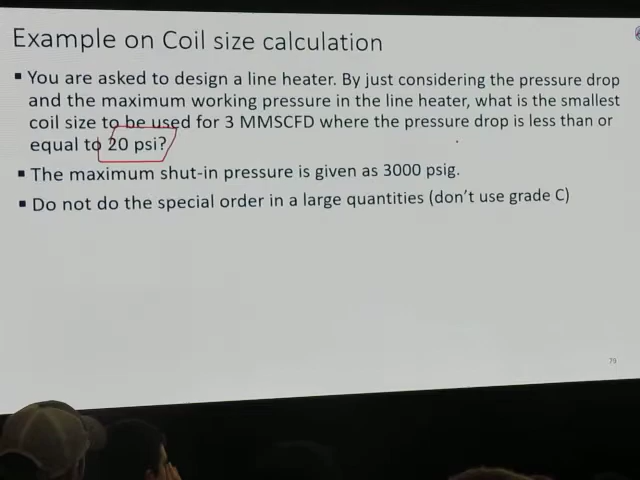 Example on Coil size calculation
▪ You are asked to design a line heater. By just considering the pressure drop
and the maximum working pressure in the line heater, what is the smallest
coil size to be used for 3 MMSCFD where the pressure drop is less than or
equal to 20 psi?
▪ The maximum shut-in pressure is given as 3000 psig.
▪ Do not do the special order in a large quantities (don't use grade C)
79